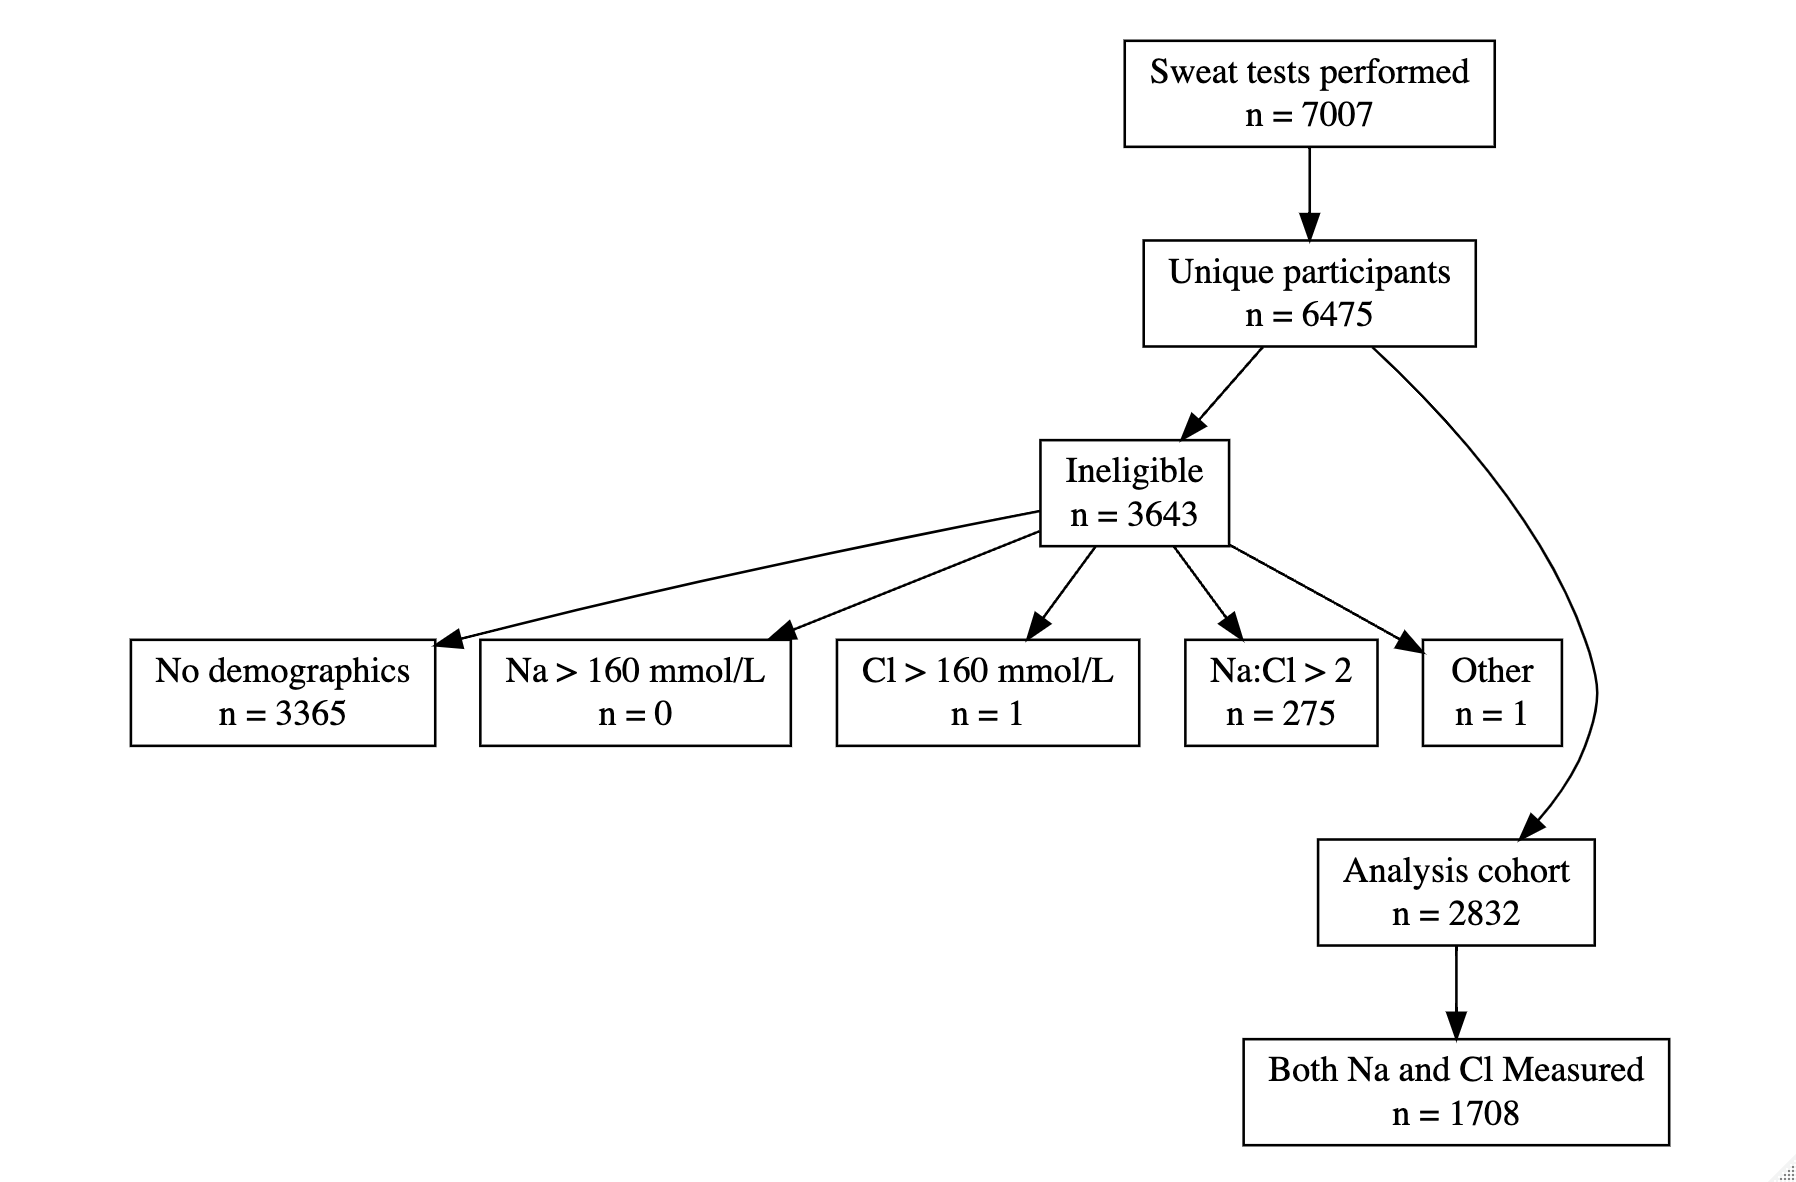 Sweat tests performed
n = 7007
Unique participants
n = 6475
Ineligible
n = 3643
No demographics
n = 3365
Na > 160 mmol/L
n = 0
Cl > 160 mmol/L
n = 1
Na:Cl > 2
n = 275
Other
n = 1
Analysis cohort
n = 2832
Both Na and Cl Measured
n = 1708